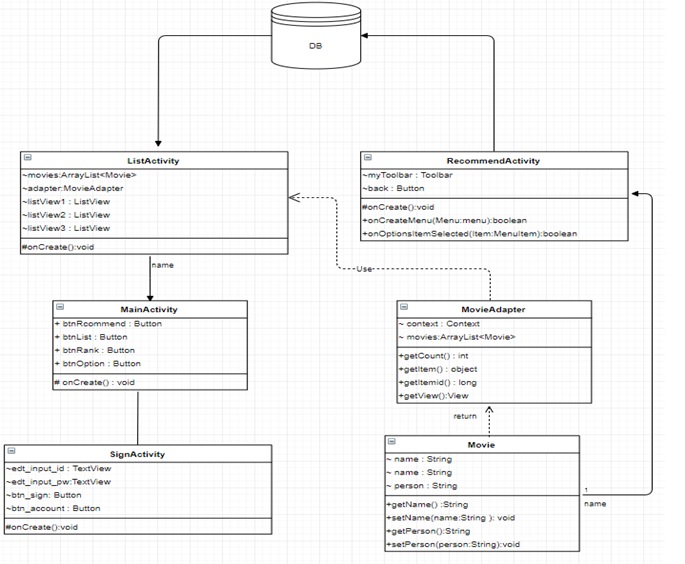 DB
ListActivity
~movies:ArrayList<Movie>
~adapter:MovieAdapter
~listView1 : ListView
~listView2 : ListView
~listView3 : ListView
#onCreate():void
RecommendActivity
~myToolbar : Toolbar
~back : Button
#onCreate():void
+onCreateMenu(Menu:menu):boolean
+onOptionsItemSelected(Item:MenuItem):boolean
name
Use
MainActivity
+ btnRcommend : Button
+ btnList : Button
+ btnRank : Button
+ btnOption : Button
# onCreate() : void
MovieAdapter
~ context : Context
~ movies:ArrayList<Movie>
+getCount() : int
+getItem() : object
+getItemid() : long
+getView():View
return
SignActivity
~edt_input_id : TextView
~edt_input_pw:TextView
~btn_sign: Button
~btn_account : Button
#onCreate():void
Movie
~ name : String
~ name : String
~ person : String
+getName() :String
+setName(name:String ): void
+getPerson():String
+setPerson(person:String):void
1
name